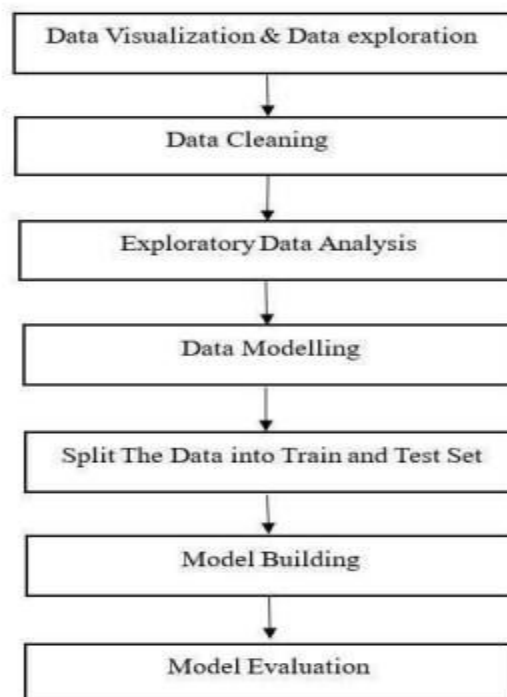 Data Visualization & Data exploration
Data Cleaning
Exploratory Data Analysis
Data Modelling
Split The Data into Train and Test Set
Model Building
Model Evaluation